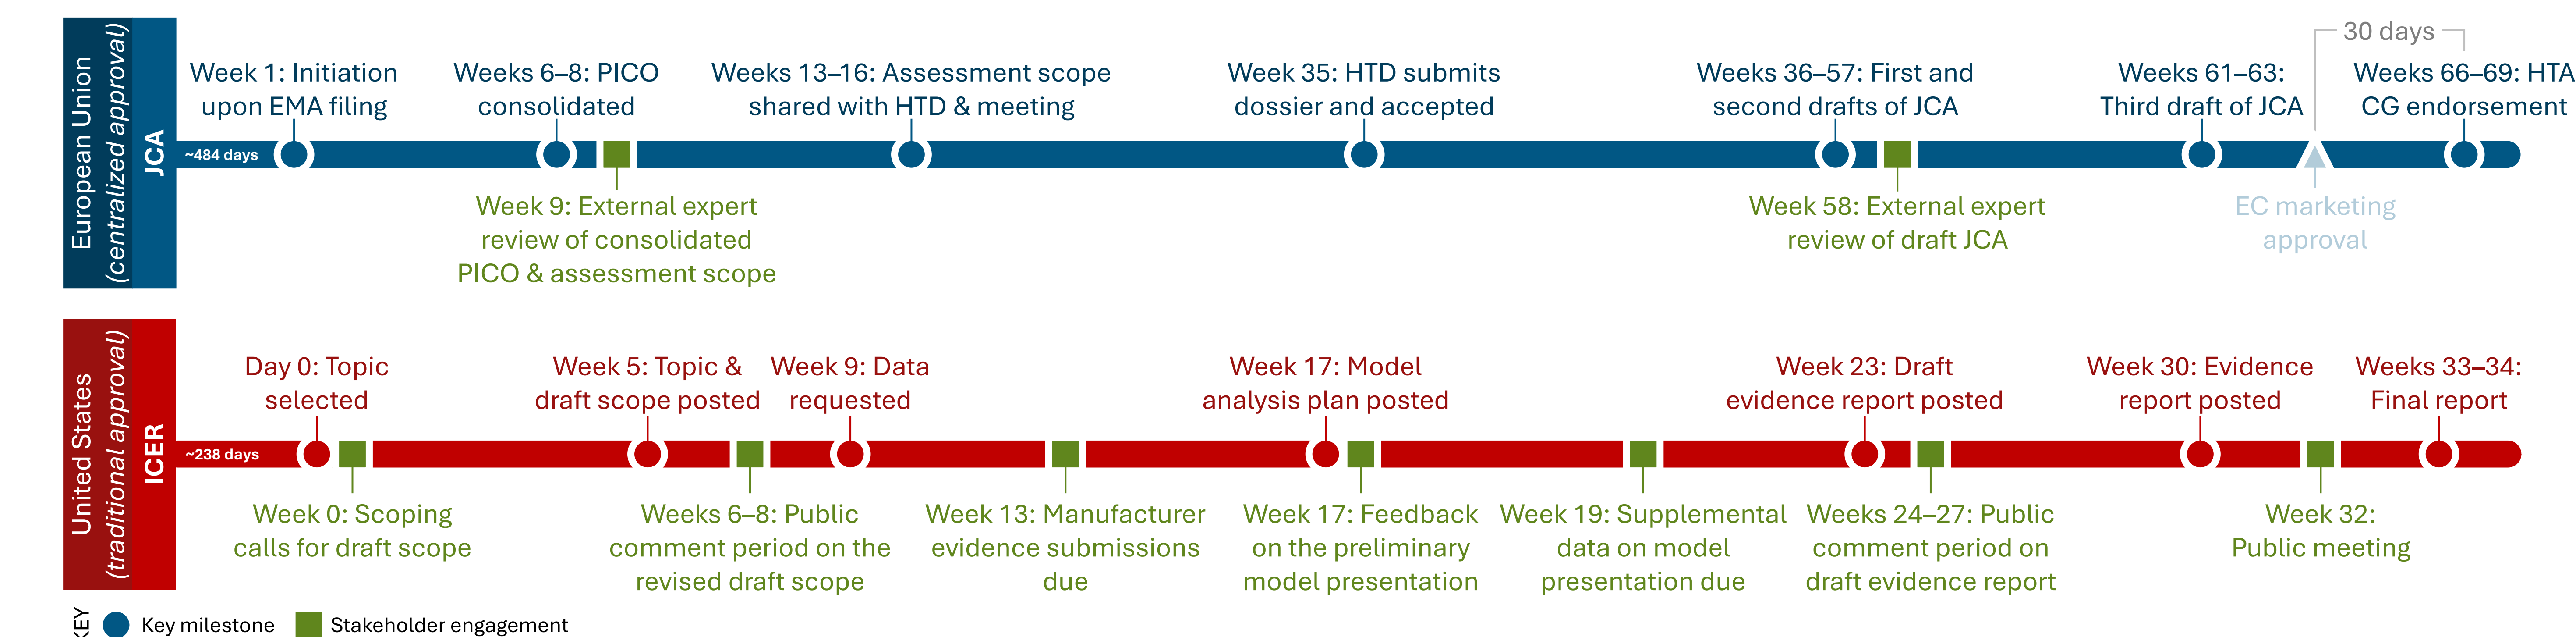 European Union
(centralized approval)
JCA
~484 days
Week 1: Initiation
upon EMA filing
Weeks 6–8: PICO
consolidated
Week 9: External expert
review of consolidated
PICO & assessment scope
Weeks 13–16: Assessment scope
shared with HTD & meeting
Week 35: HTD submits
dossier and accepted
Weeks 36–57: First and
second drafts of JCA
Week 58: External expert
review of draft JCA
Weeks 61–63:
Third draft of JCA
EC marketing
approval
30 days
Weeks 66–69: HTA
CG endorsement
United States
(traditional approval)
ICER
~238 days
Day 0: Topic
selected
Week 0: Scoping
calls for draft scope
Week 5: Topic &
draft scope posted
Weeks 6–8: Public
comment period on the
revised draft scope
Week 9: Data
requested
Week 13: Manufacturer
evidence submissions
due
Week 17: Model
analysis plan posted
Week 17: Feedback
on the preliminary
model presentation
Week 19: Supplemental
data on model
presentation due
Week 23: Draft
evidence report posted
Weeks 24–27: Public
comment period on
draft evidence report
Week 30: Evidence
report posted
Week 32:
Public meeting
Weeks 33–34:
Final report
KEY
Key milestone
Stakeholder engagement